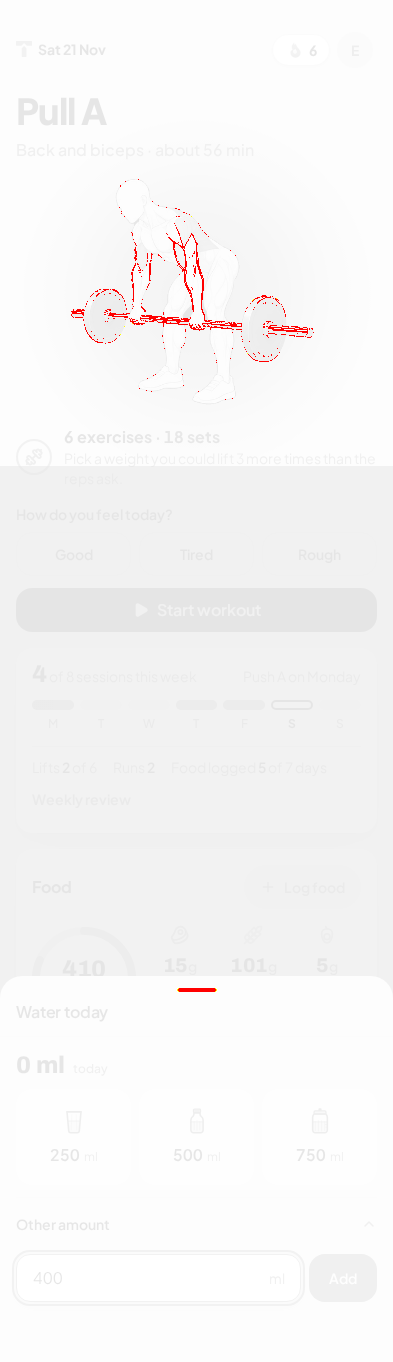 Sat 21 Nov
6
E
Pull A
Back and biceps · about 56 min
6 exercises · 18 sets
Pick a weight you could lift 3 more times than the
reps ask
How do you feel today?
Good Tired Rough
Start workout
4 of 8 sessions this week Push A on Monday
M T W T F S S
Lifts 2 of 6 Runs 2 Food logged 5 of 7 days
Weekly review
Food + Log food
410 15g 101g 5g
Water today
0 ml today
250 ml 500 ml 750 ml
Other amount
400 ml Add